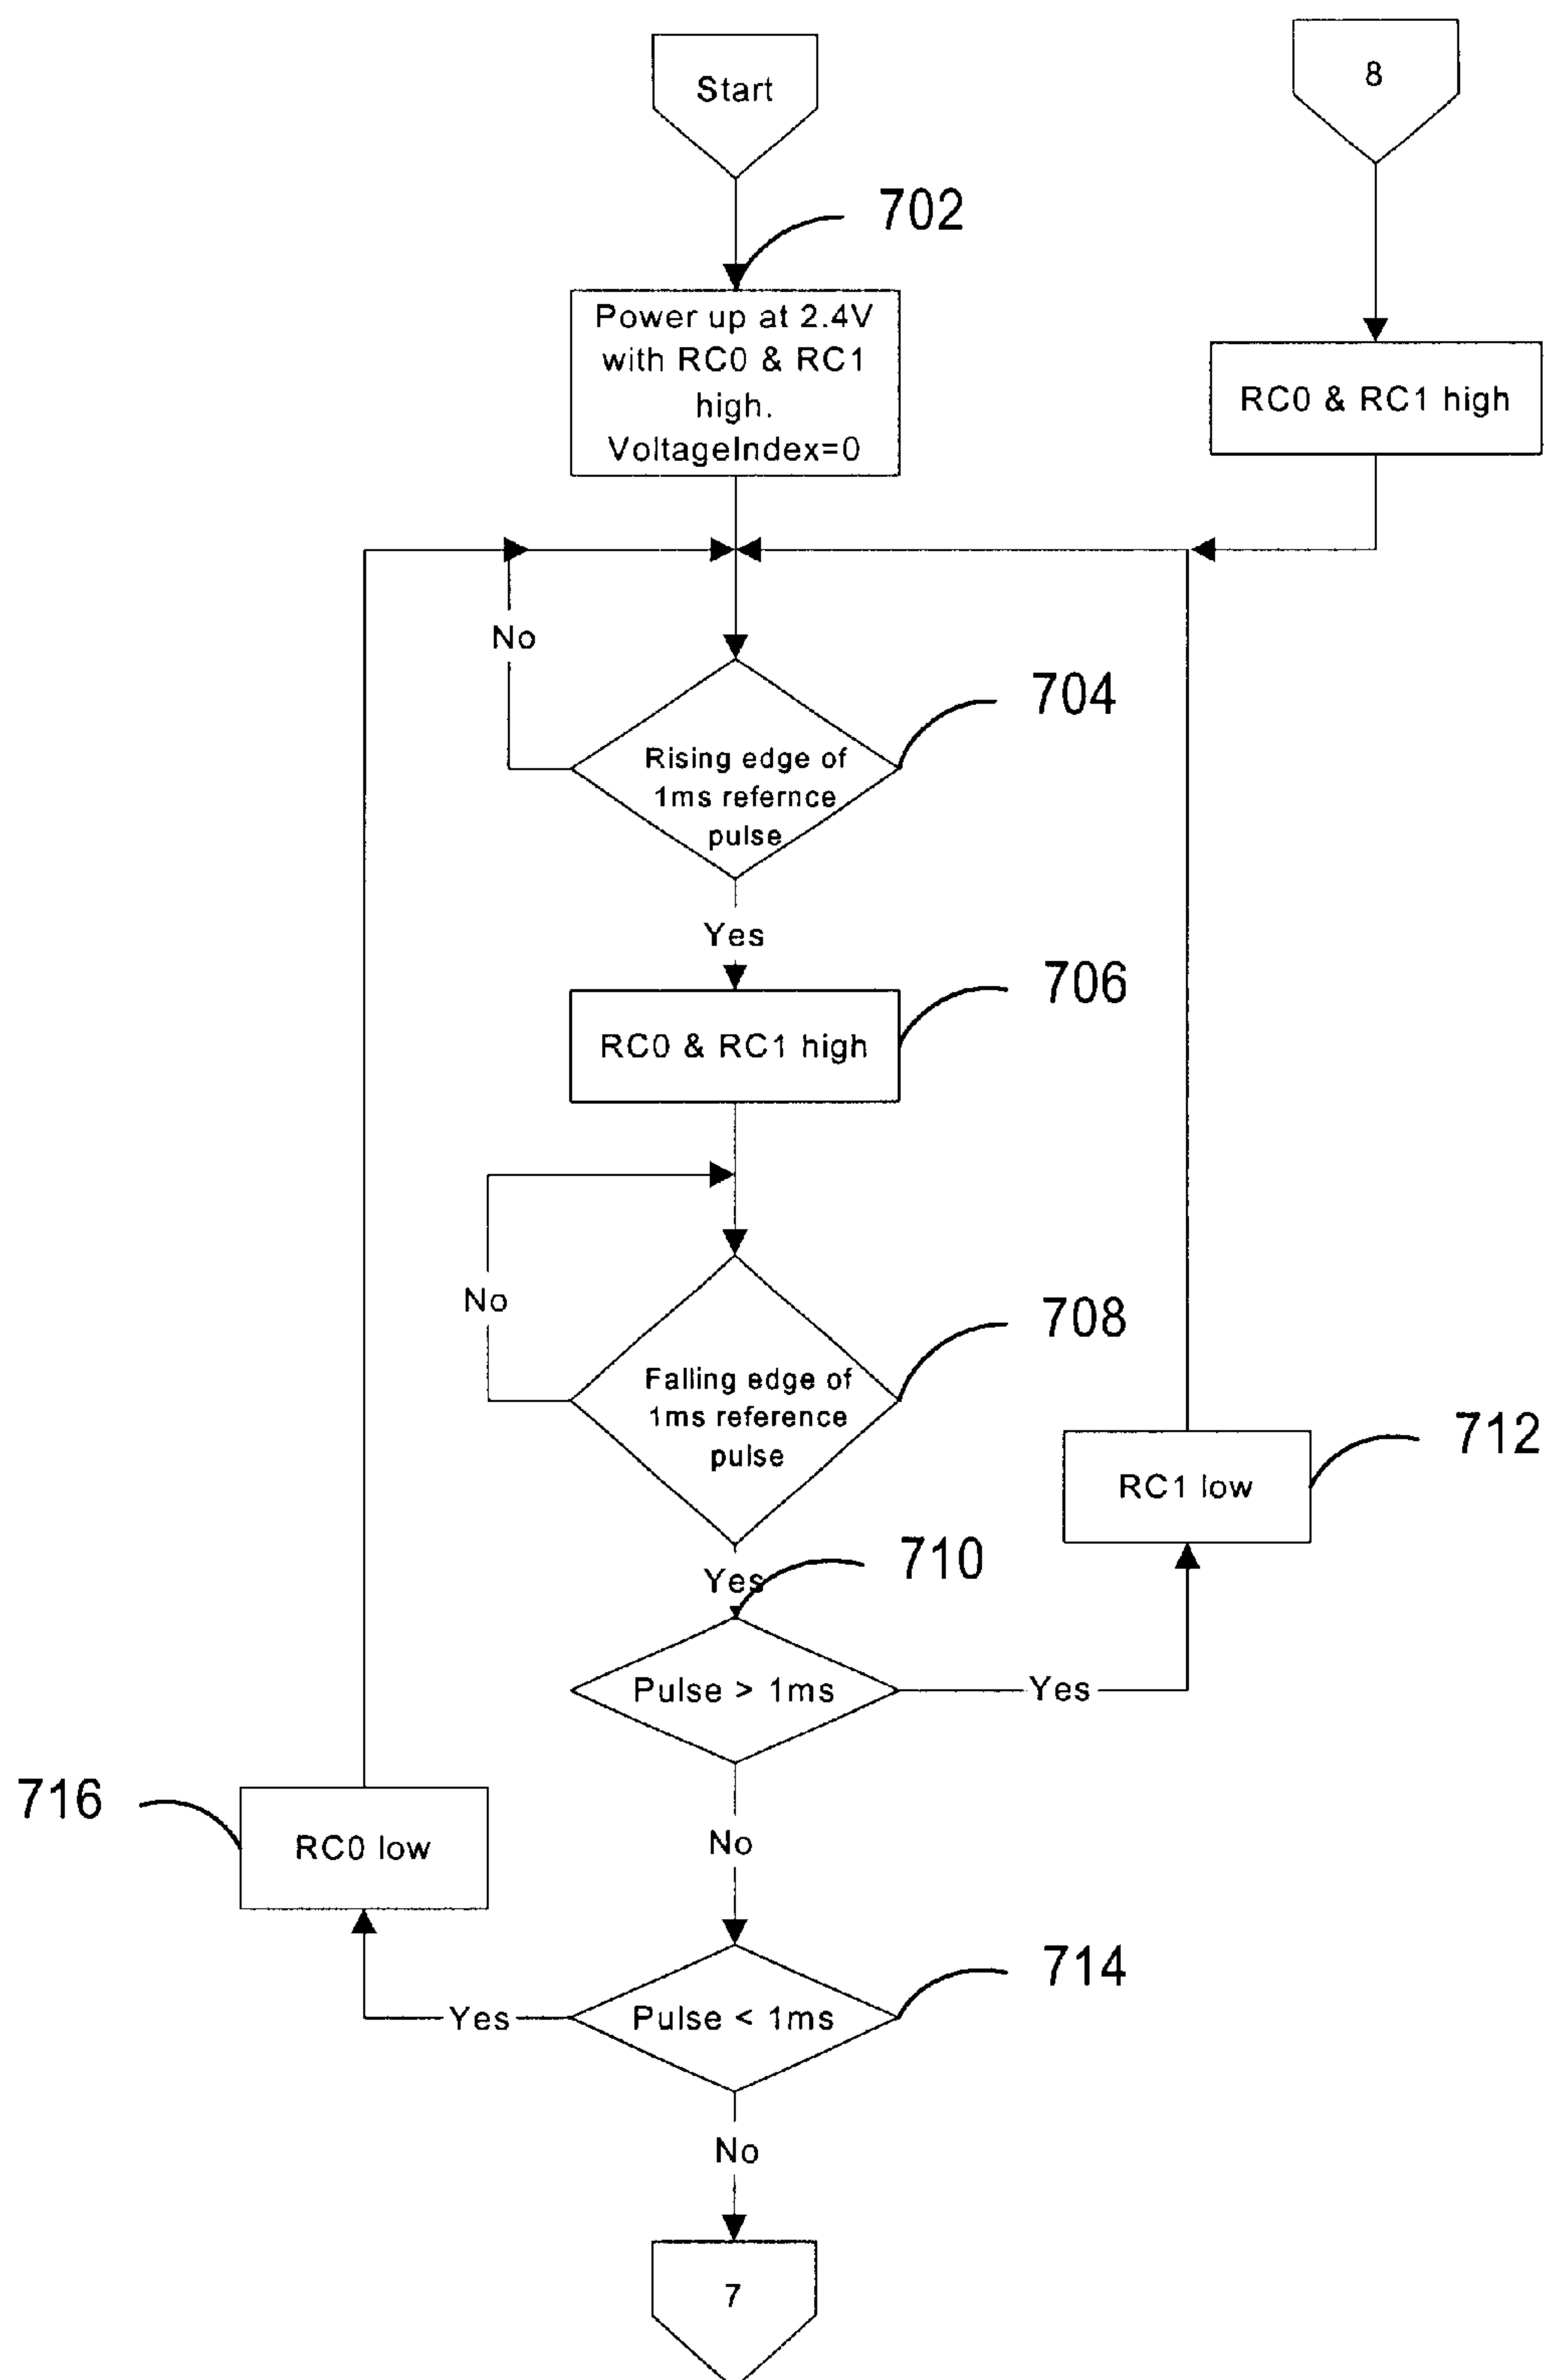 Start
8
702
Power up at 2.4V
with RC0 & RC1
high.
VoltageIndex=0
RC0 & RC1 high
No
704
Rising edge of
1ms refernce
pulse
Yes
706
RC0 & RC1 high
No
708
Falling edge of
1ms reference
pulse
712
RC1 low
Yes
710
Pulse > 1ms
Yes
716
RC0 low
No
714
Pulse < 1ms
Yes
No
7